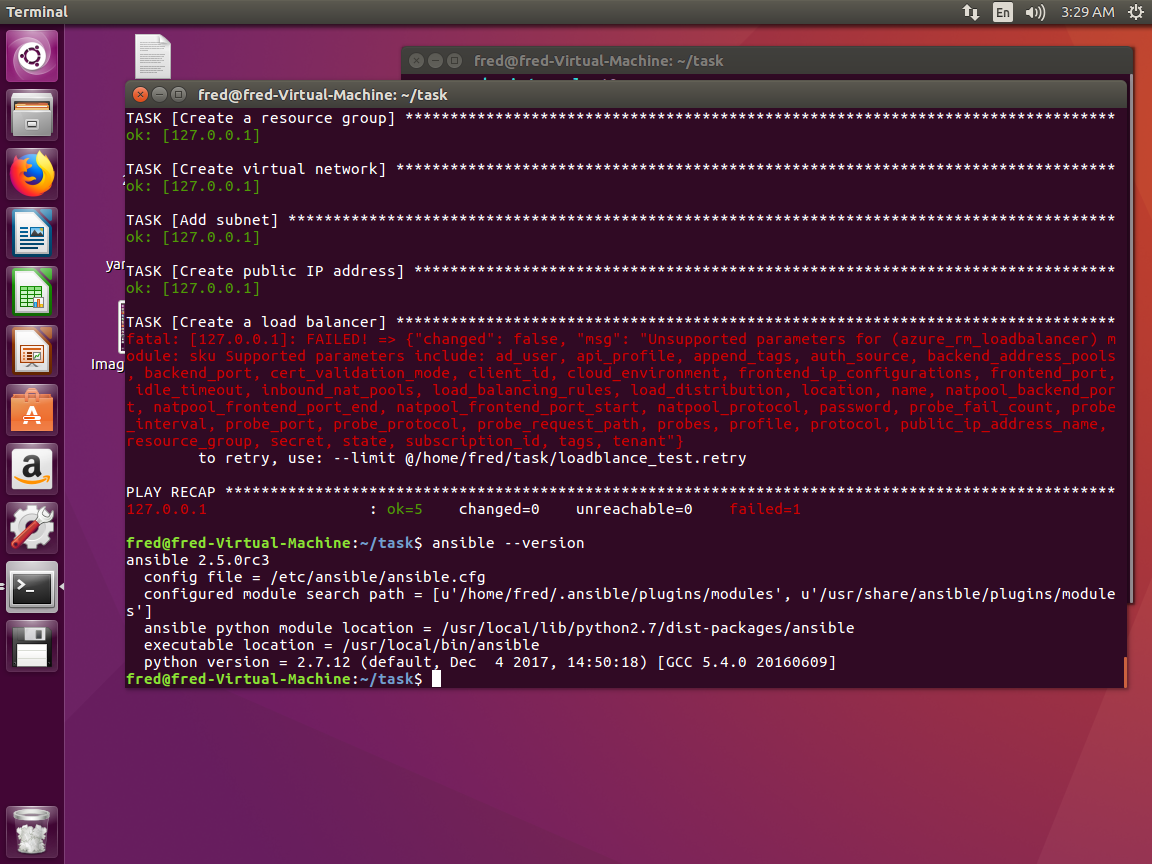 Terminal
En
3:29 AM
fred@fred-Virtual-Machine: ~/task
fred@fred-Virtual-Machine: ~/task
TASK [Create a resource group] *******************************************************************************
ok: [127.0.0.1]
TASK [Create virtual network] ********************************************************************************
ok: [127.0.0.1]
TASK [Add subnet] ********************************************************************************************
ok: [127.0.0.1]
yar
TASK [Create public IP address] ******************************************************************************
ok: [127.0.0.1]
TASK [Create a load balancer] ********************************************************************************
fatal: [127.0.0.1]: FAILED! => {"changed": false, "msg": "Unsupported parameters for (azure_rm_loadbalancer) m
odule: sku Supported parameters include: ad_user, api_profile, append_tags, auth_source, backend_address_pools
Imag
, backend_port, cert_validation_mode, client_id, cloud_environment, frontend_ip_configurations, frontend_port,
 idle_timeout, inbound_nat_pools, load_balancing_rules, load_distribution, location, name, natpool_backend_por
t, natpool_frontend_port_end, natpool_frontend_port_start, natpool_protocol, password, probe_fail_count, probe
_interval, probe_port, probe_protocol, probe_request_path, probes, profile, protocol, public_ip_address_name,
resource_group, secret, state, subscription_id, tags, tenant"}
        to retry, use: --limit @/home/fred/task/loadblance_test.retry
PLAY RECAP ***************************************************************************************************
127.0.0.1                  : ok=5    changed=0    unreachable=0    failed=1
fred@fred-Virtual-Machine:~/task$ ansible --version
ansible 2.5.0rc3
  config file = /etc/ansible/ansible.cfg
  configured module search path = [u'/home/fred/.ansible/plugins/modules', u'/usr/share/ansible/plugins/module
s']
  ansible python module location = /usr/local/lib/python2.7/dist-packages/ansible
  executable location = /usr/local/bin/ansible
  python version = 2.7.12 (default, Dec  4 2017, 14:50:18) [GCC 5.4.0 20160609]
fred@fred-Virtual-Machine:~/task$